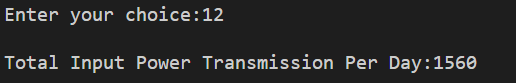 Enter your choice:12
Total Input Power Transmission Per Day:1560